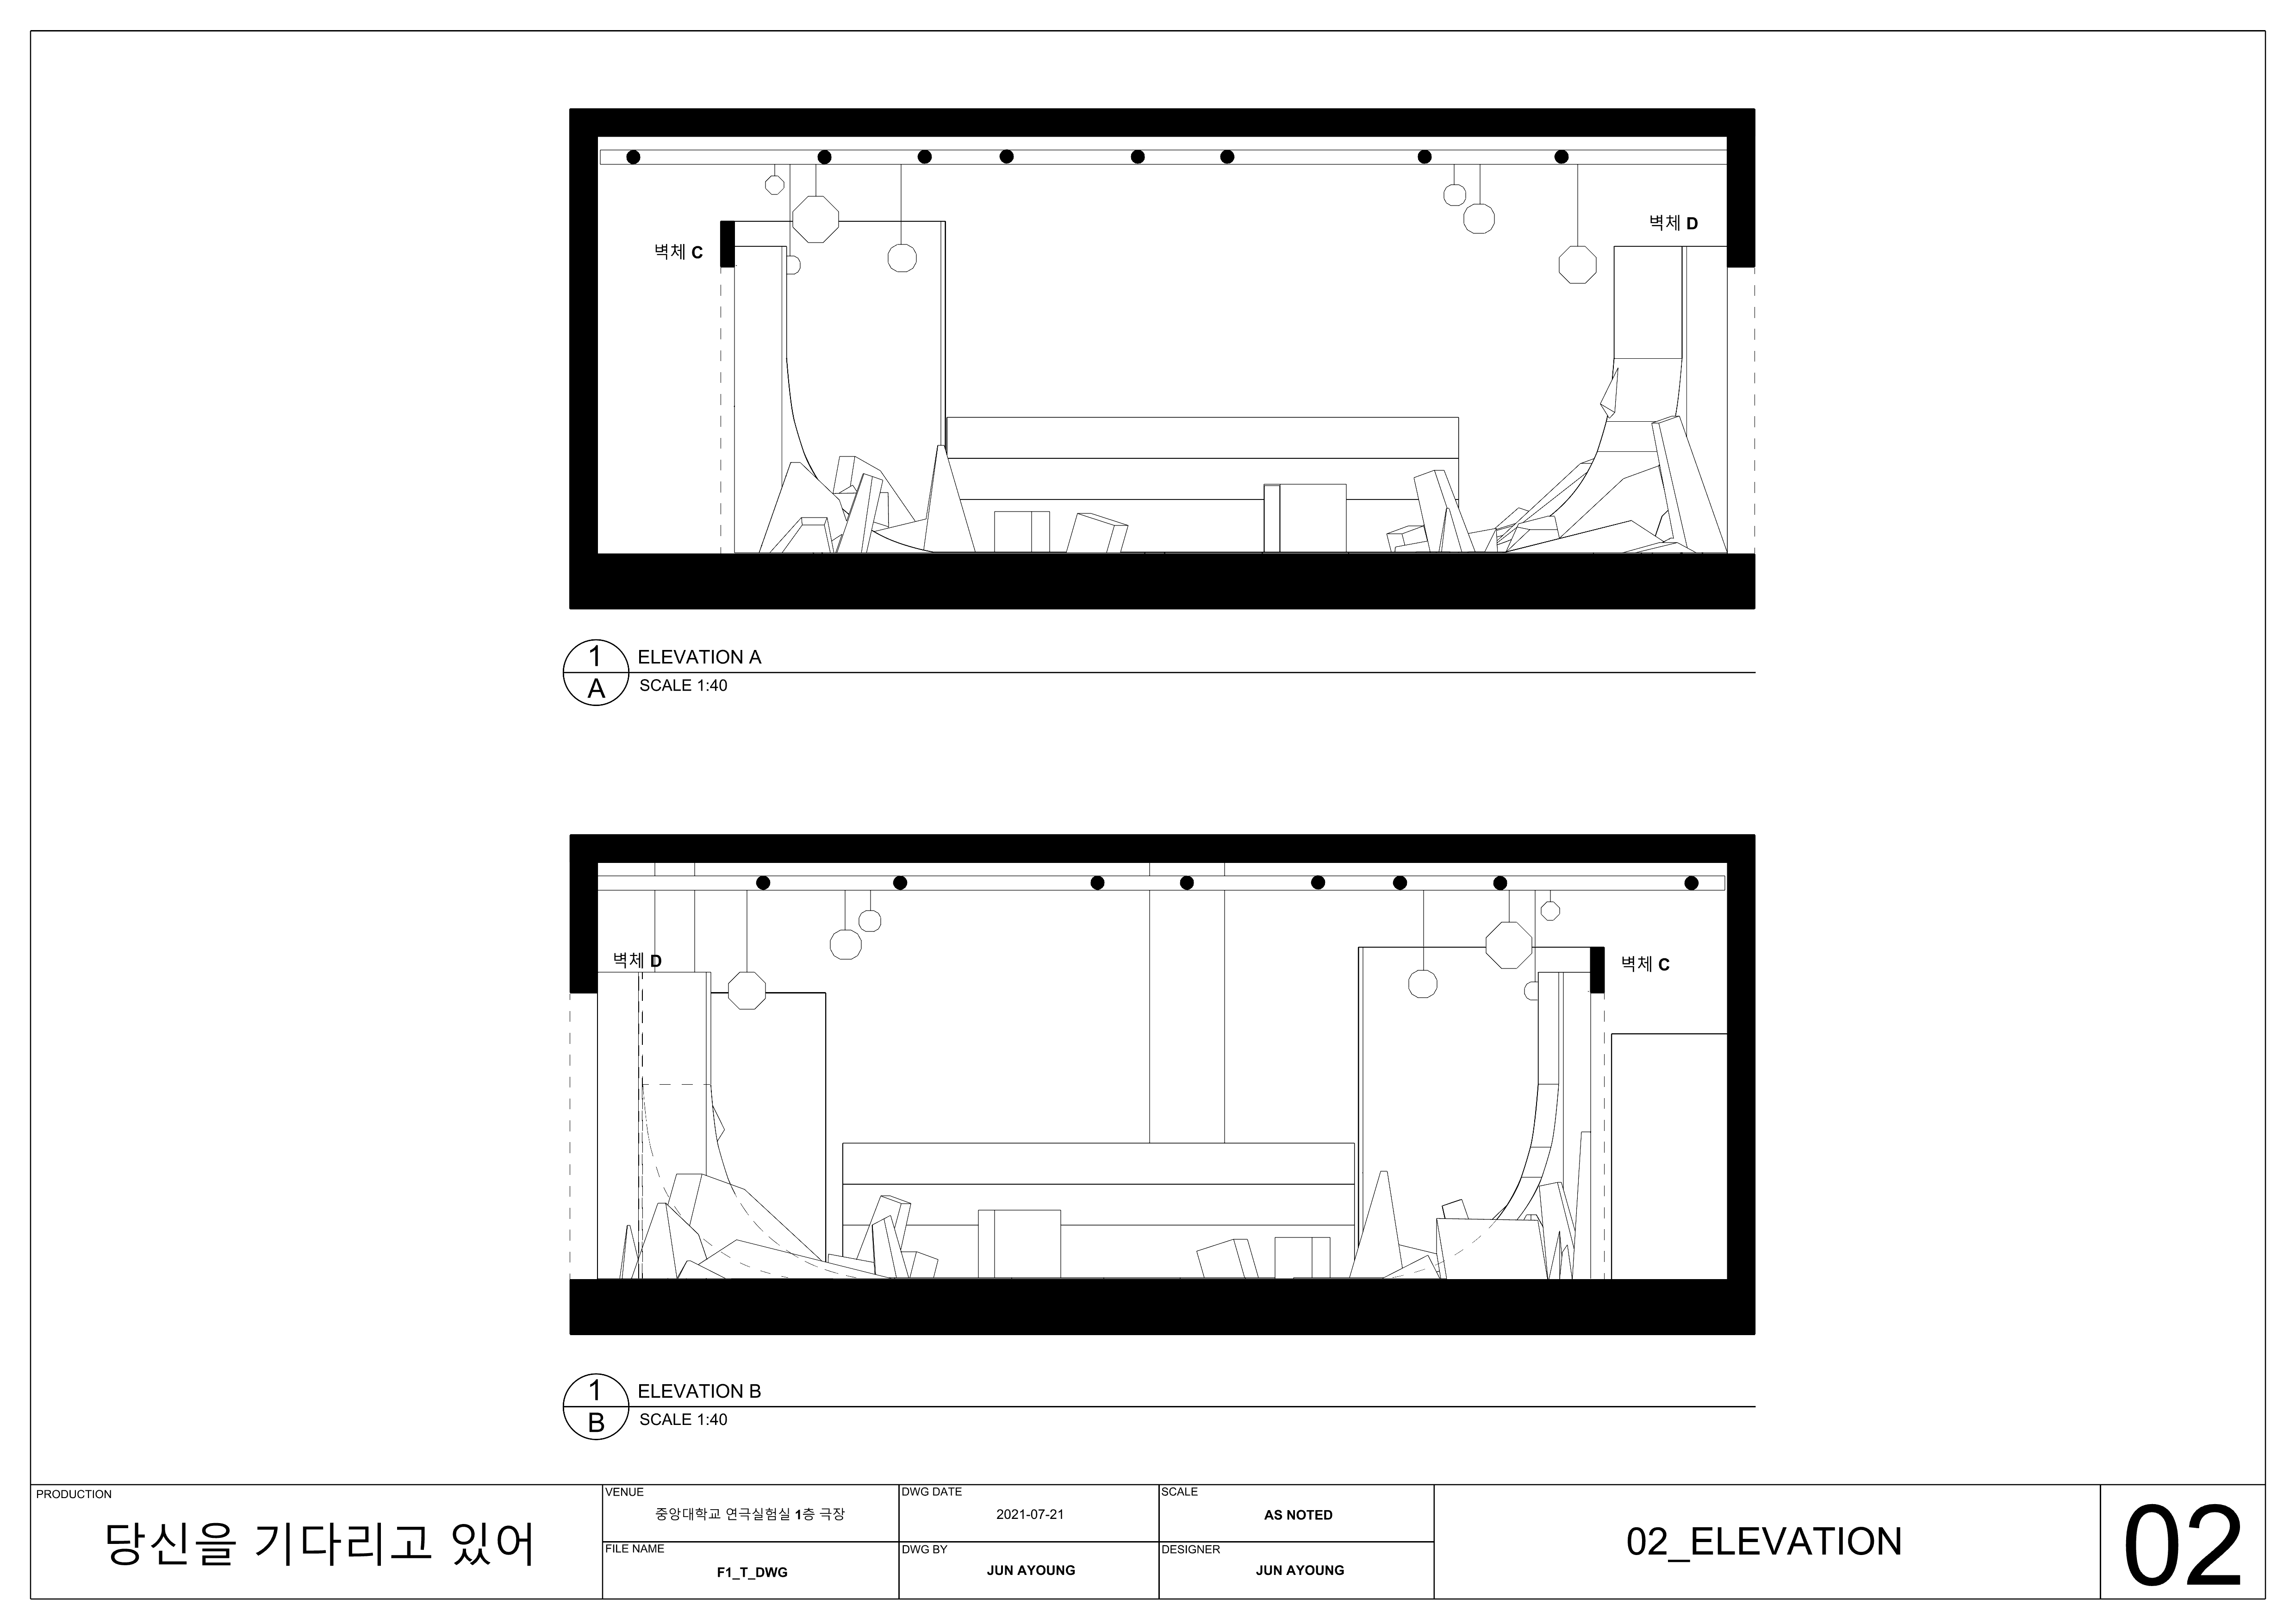 벽체 D
벽체 C
1
A
ELEVATION A
SCALE 1:40
벽체 D
벽체 C
1
B
ELEVATION B
SCALE 1:40
PRODUCTION
당신을 기다리고 있어
VENUE
중앙대학교 연극실험실 1층 극장
FILE NAME
F1_T_DWG
DWG DATE
2021-07-21
DWG BY
JUN AYOUNG
SCALE
AS NOTED
DESIGNER
JUN AYOUNG
02_ELEVATION
02